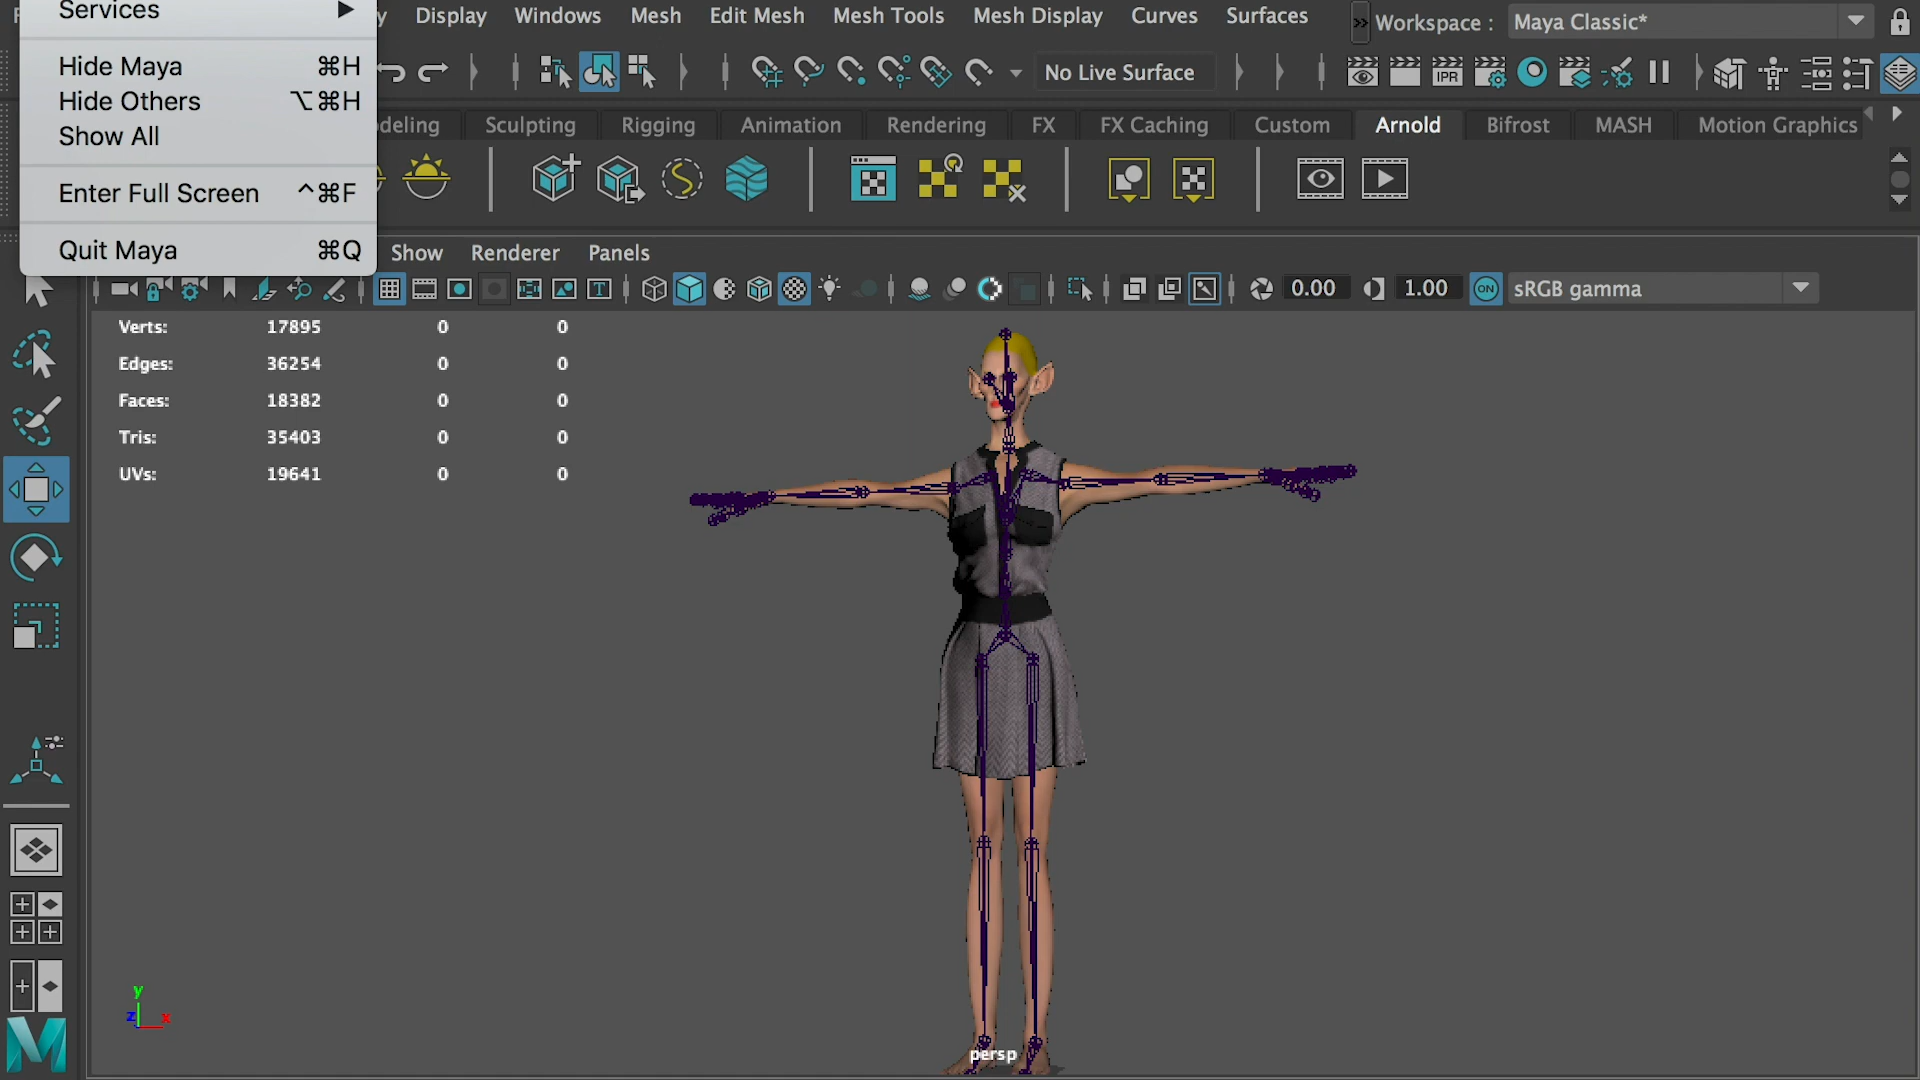 Services
Hide Maya ⌘H
Hide Others ⌥⌘H
Show All
Enter Full Screen ^⌘F
Quit Maya ⌘Q
Display Windows Mesh Edit Mesh Mesh Tools Mesh Display Curves Surfaces
Workspace : Maya Classic*
No Live Surface
IPR
deling Sculpting Rigging Animation Rendering FX FX Caching Custom Arnold Bifrost MASH Motion Graphics
Show Renderer Panels
T 0.00 1.00 ON sRGB gamma
Verts: 17895 0 0
Edges: 36254 0 0
Faces: 18382 0 0
Tris: 35403 0 0
UVs: 19641 0 0
y
z x
persp
M